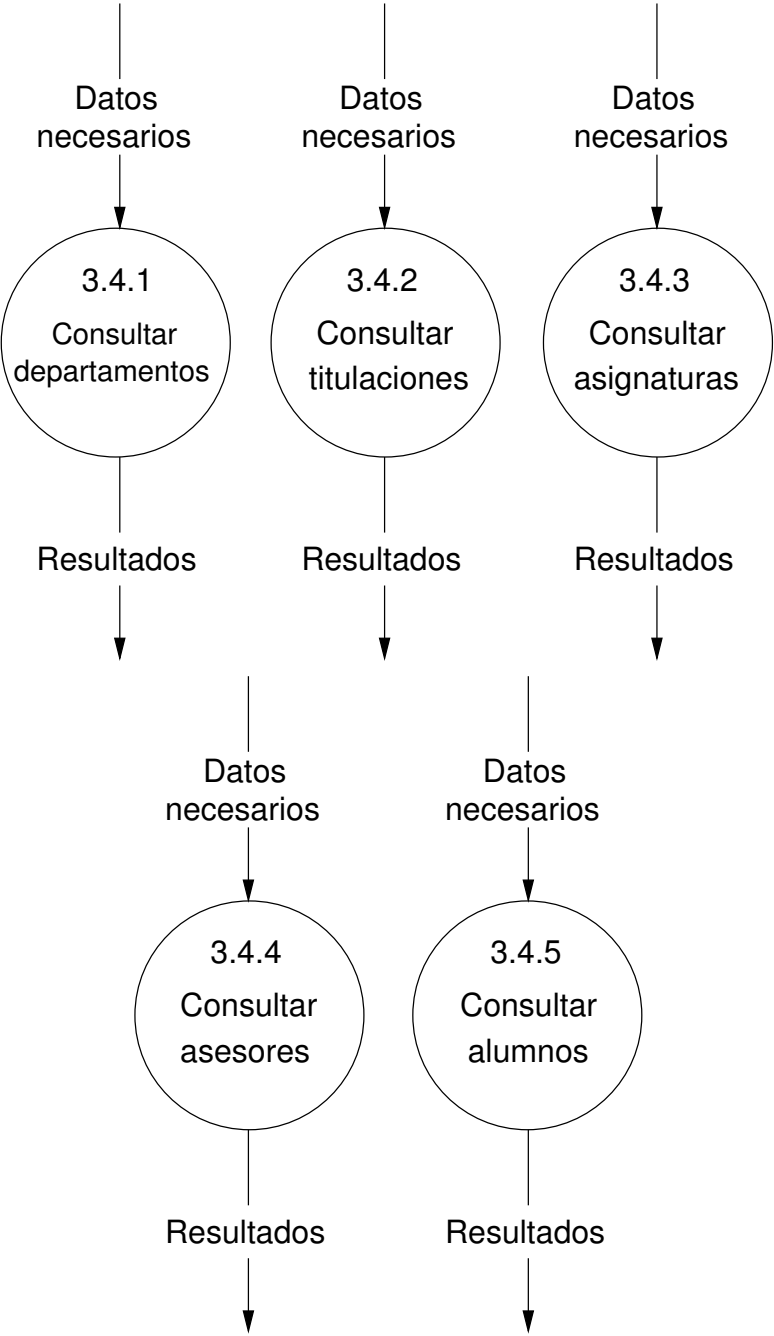 Datos
necesarios
Datos
necesarios
Datos
necesarios
3.4.1
Consultar
departamentos
3.4.2
Consultar
titulaciones
3.4.3
Consultar
asignaturas
Resultados
Resultados
Resultados
Datos
necesarios
Datos
necesarios
3.4.4
Consultar
asesores
3.4.5
Consultar
alumnos
Resultados
Resultados